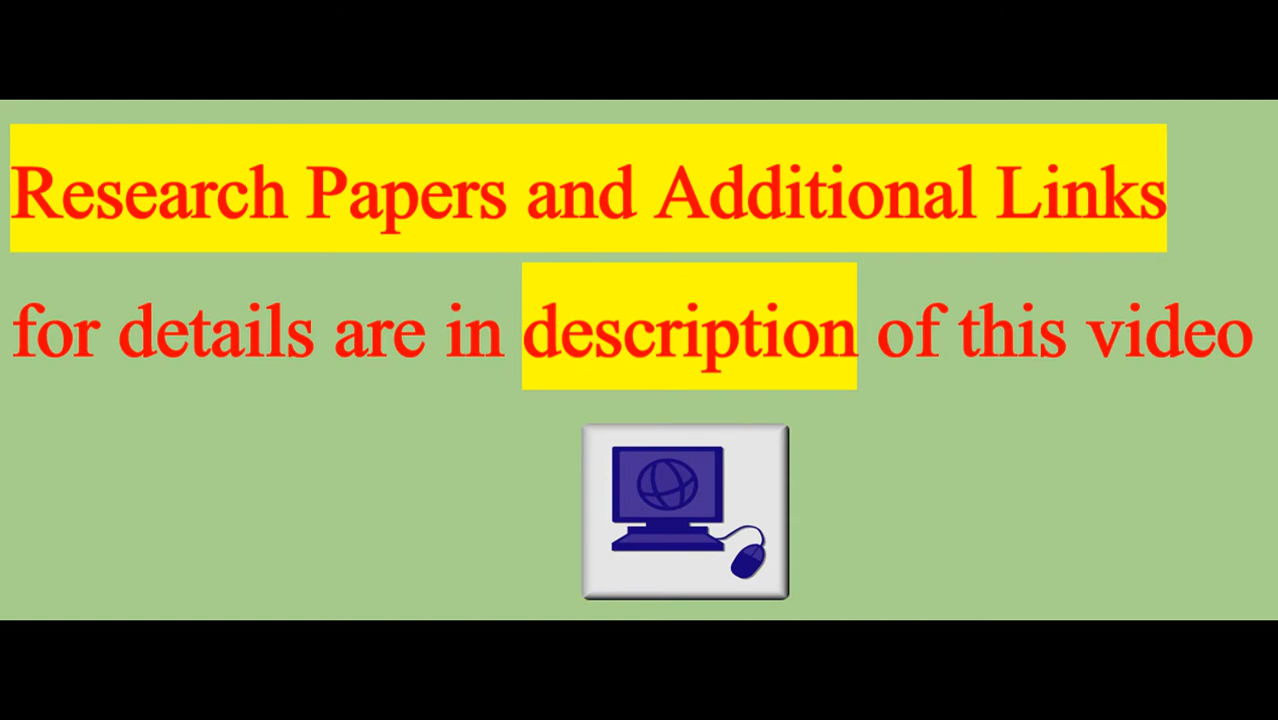 Research Papers and Additional Links
for details are in description of this video